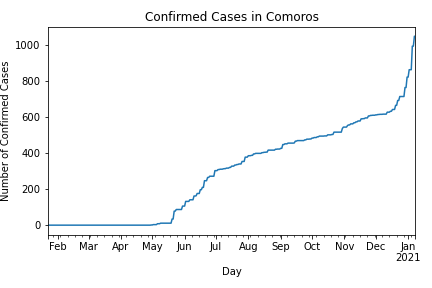 Confirmed Cases in Comoros
Number of Confirmed Cases
1000
800
600
400
200
0
Feb Mar Apr May Jun Jul Aug Sep Oct Nov Dec Jan
2021
Day